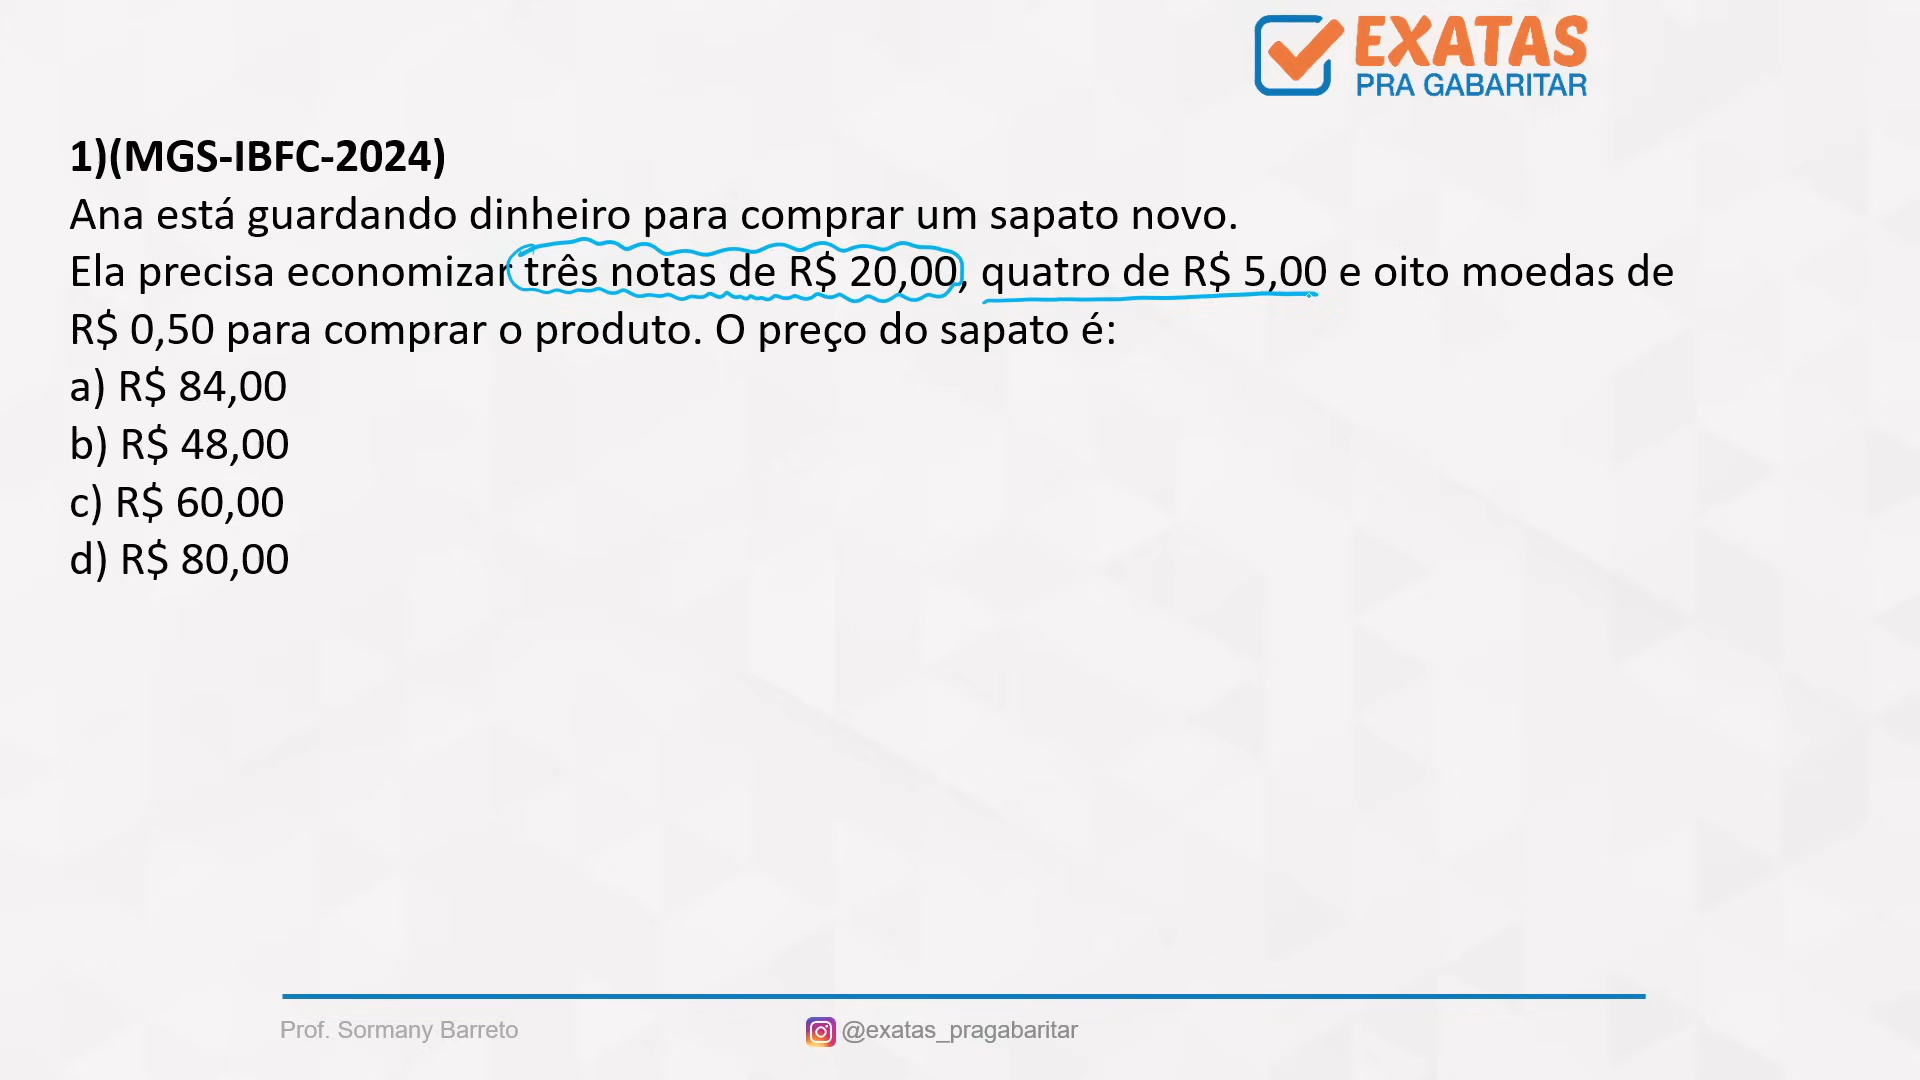 EXATAS
PRA GABARITAR
1)(MGS-IBFC-2024)
Ana está guardando dinheiro para comprar um sapato novo.
Ela precisa economizar três notas de R$ 20,00, quatro de R$ 5,00 e oito moedas de
R$ 0,50 para comprar o produto. O preço do sapato é:
a) R$ 84,00
b) R$ 48,00
c) R$ 60,00
d) R$ 80,00
Prof. Sormany Barreto
@exatas_pragabaritar